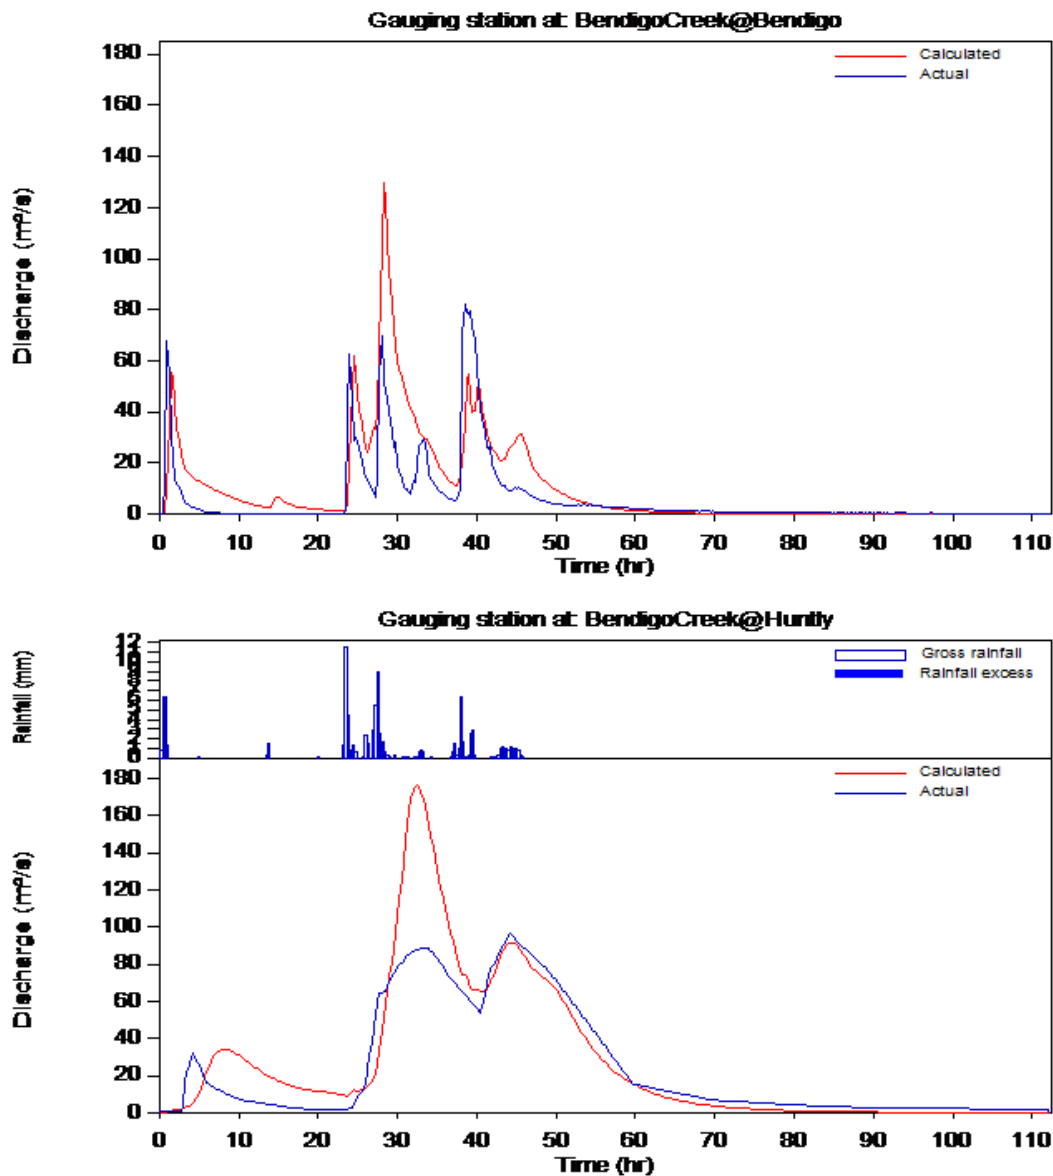 Gauging station at: BendigoCreek@Bendigo
Discharge (m³/s)
180
160
140
120
100
80
60
40
20
0
Calculated
Actual
0 10 20 30 40 50 60 70 80 90 100 110
Time (hr)
Gauging station at: BendigoCreek@Huntly
Rainfall (mm)
12
0
Gross rainfall
Rainfall excess
Discharge (m³/s)
180
160
140
120
100
80
60
40
20
0
Calculated
Actual
0 10 20 30 40 50 60 70 80 90 100 110
Time (hr)